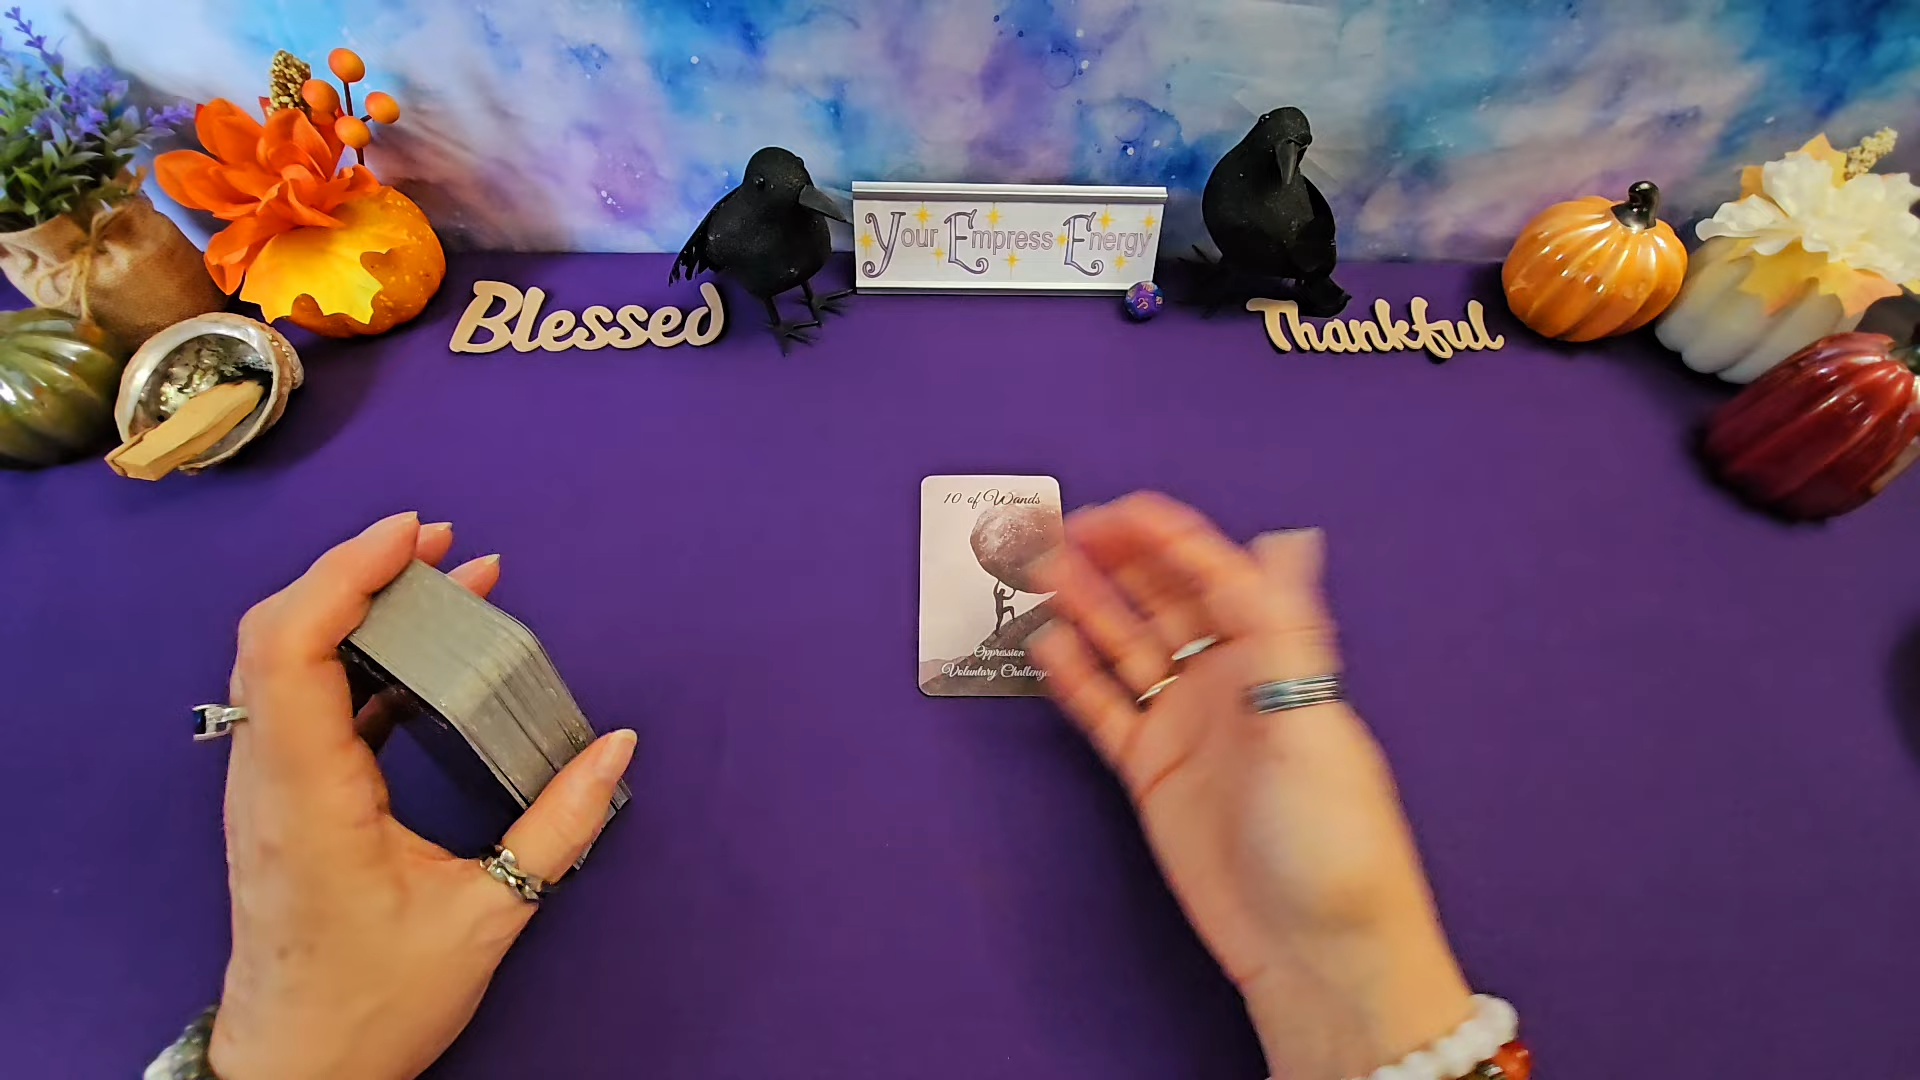 Your Empress Energy
Blessed
Thankful
10 of Wands
Oppression
Voluntary Challenge